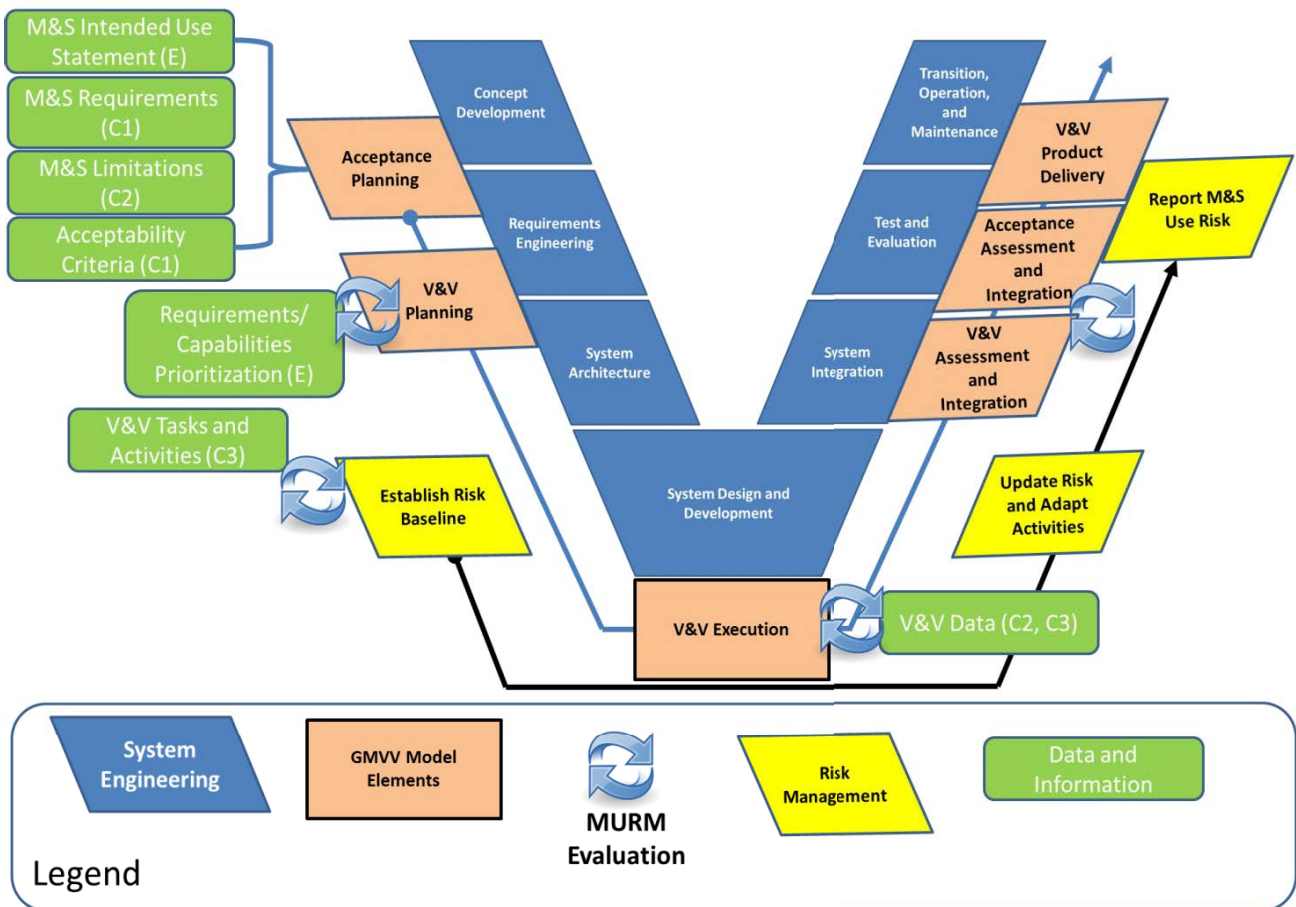 M&S Intended Use
Statement (E)
M&S Requirements
(C1)
M&S Limitations
(C2)
Acceptability
Criteria (C1)
Requirements/
Capabilities
Prioritization (E)
V&V Tasks and
Activities (C3)
Acceptance
Planning
V&V
Planning
Establish Risk
Baseline
Concept
Development
Requirements
Engineering
System
Architecture
System Design and
Development
V&V Execution
V&V Data (C2, C3)
System
Integration
Test and
Evaluation
Transition,
Operation,
and
Maintenance
V&V
Product
Delivery
Acceptance
Assessment
and
Integration
V&V
Assessment
and
Integration
Report M&S
Use Risk
Update Risk
and Adapt
Activities
System
Engineering
GMVV Model
Elements
MURM
Evaluation
Risk
Management
Data and
Information
Legend